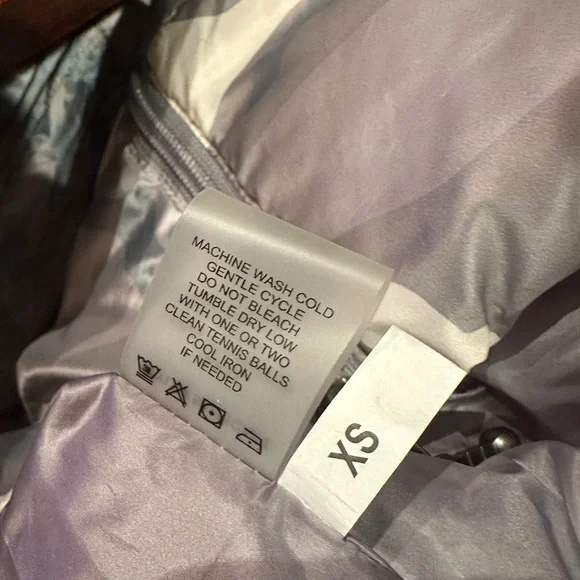 MACHINE WASH COLD
GENTLE CYCLE
DO NOT BLEACH
TUMBLE DRY LOW
WITH ONE OR TWO
CLEAN TENNIS BALLS
COOL IRON
IF NEEDED
XS